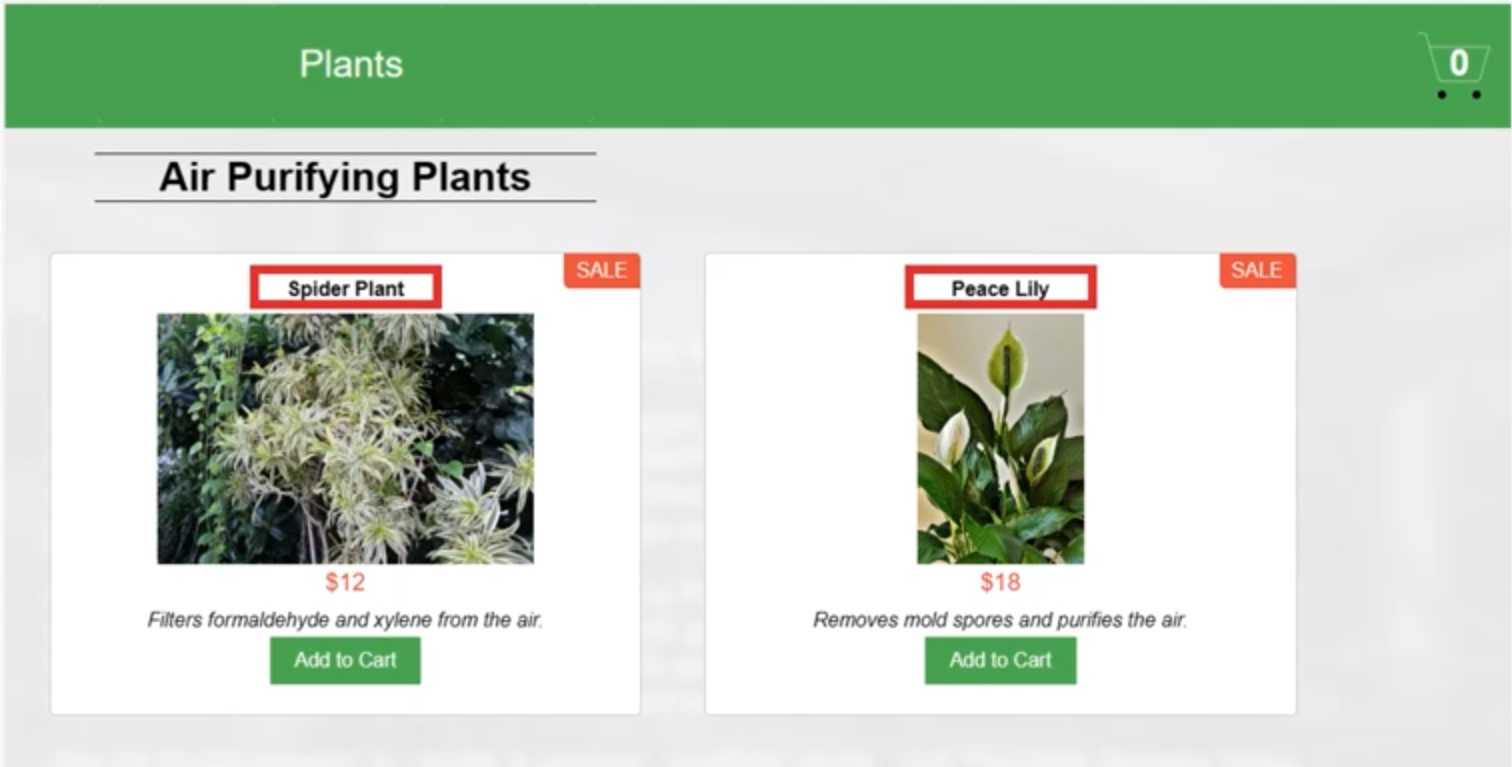 Plants
0
Air Purifying Plants
SALE
Spider Plant
$12
Filters formaldehyde and xylene from the air.
Add to Cart
SALE
Peace Lily
$18
Removes mold spores and purifies the air.
Add to Cart